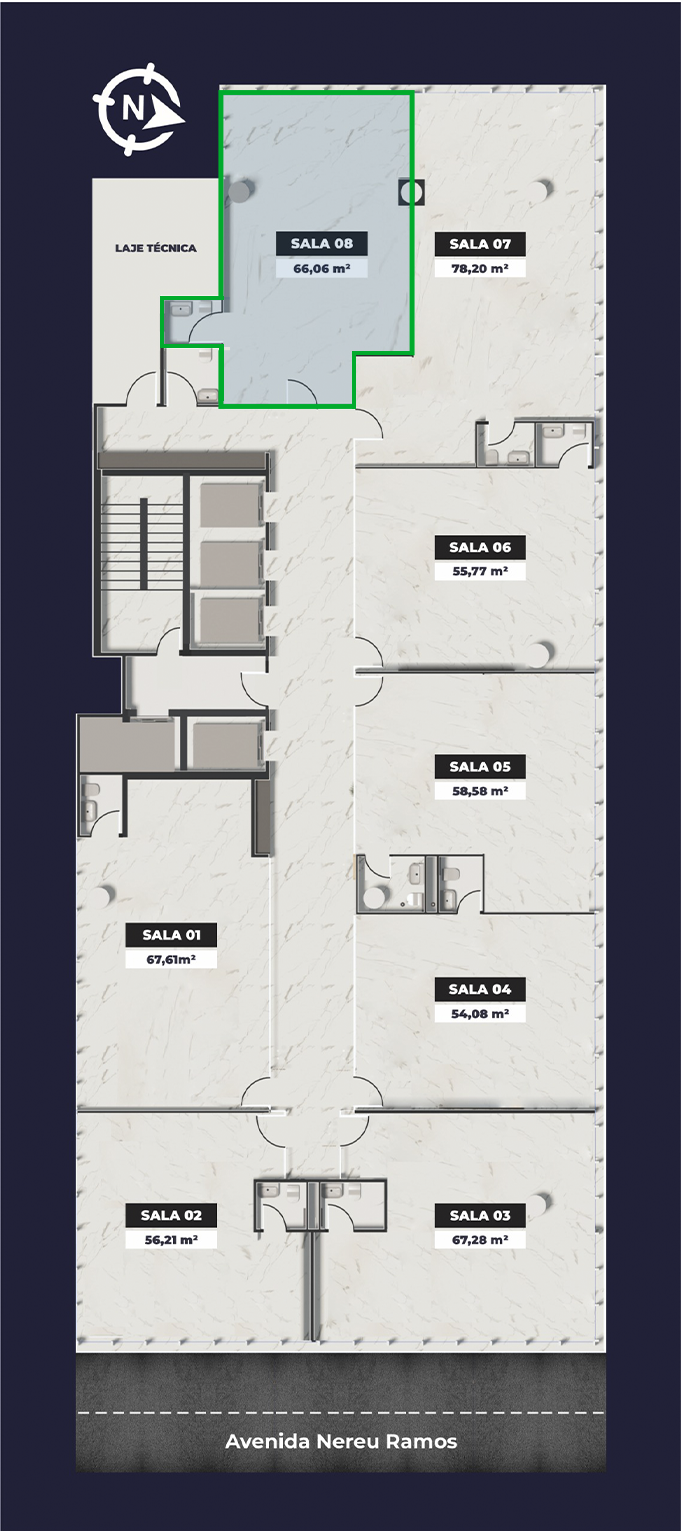 N
LAJE TÉCNICA
SALA 08
66,06 m²
SALA 07
78,20 m²
SALA 06
55,77 m²
SALA 05
58,58 m²
SALA 01
67,61m²
SALA 04
54,08 m²
SALA 02
56,21 m²
SALA 03
67,28 m²
Avenida Nereu Ramos